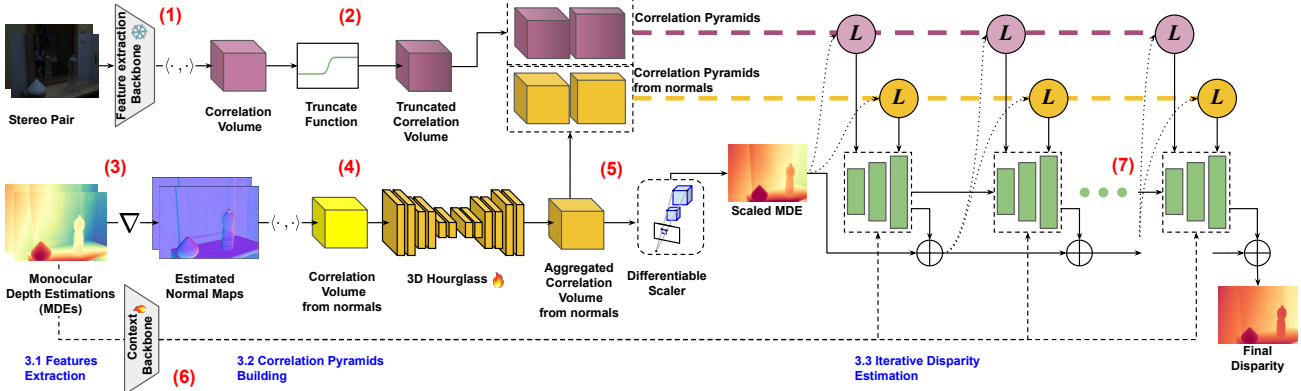 (1)
Feature extraction
Backbone
Stereo Pair
⟨· , ·⟩
Correlation
Volume
(2)
Truncate
Function
Truncated
Correlation
Volume
Correlation Pyramids
Correlation Pyramids
from normals
L
L
L
L
L
L
(3)
∇
Monocular
Depth Estimations
(MDEs)
Estimated
Normal Maps
⟨· , ·⟩
(4)
Correlation
Volume
from normals
3D Hourglass
(5)
Aggregated
Correlation
Volume
from normals
Differentiable
Scaler
Scaled MDE
(7)
Final
Disparity
Context
Backbone
(6)
3.1 Features
Extraction
3.2 Correlation Pyramids
Building
3.3 Iterative Disparity
Estimation